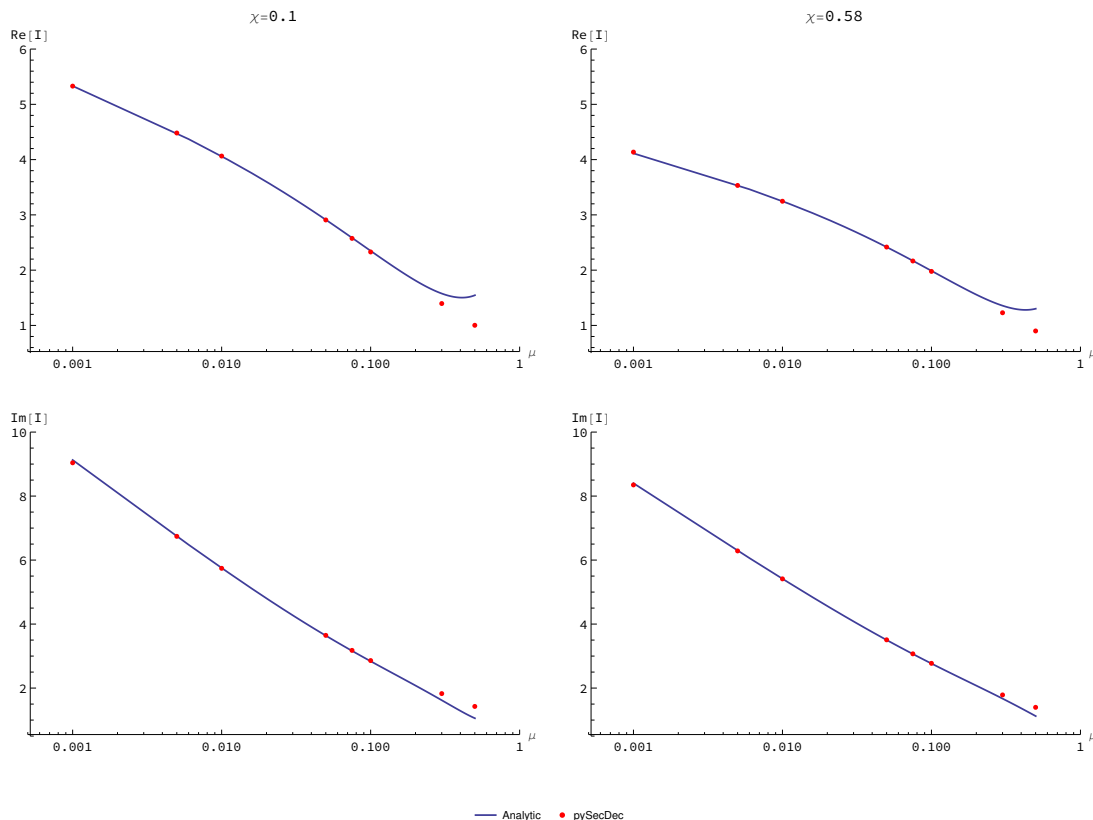 χ=0.1 χ=0.58
Re[I] Re[I]
6 6
5 5
4 4
3 3
2 2
1 1
0.001 0.010 0.100 1 μ 0.001 0.010 0.100 1 μ
Im[I] Im[I]
10 10
8 8
6 6
4 4
2 2
0.001 0.010 0.100 1 μ 0.001 0.010 0.100 1 μ
Analytic pySecDec